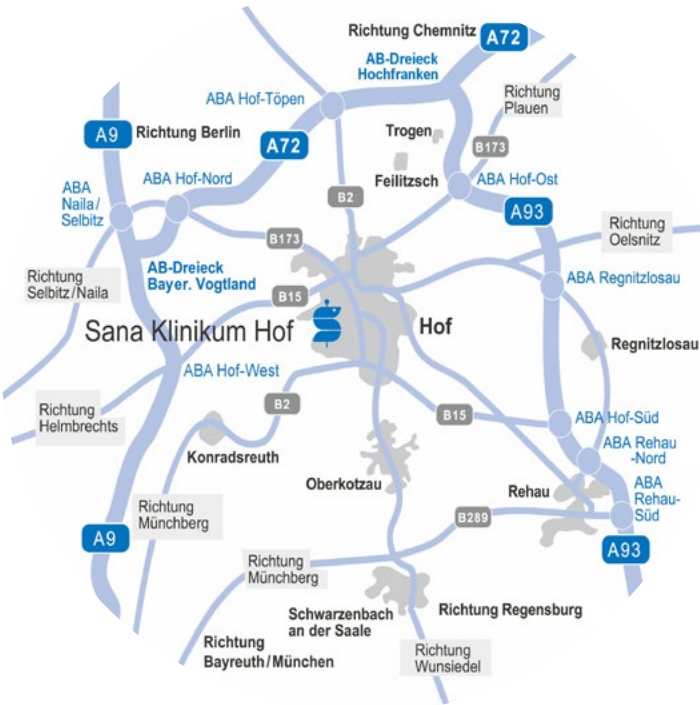 Richtung Chemnitz
A72
AB-Dreieck
Hochfranken
Richtung
Plauen
ABA Hof-Töpen
A9
Richtung Berlin
A72
Trogen
B173
Feilitzsch
ABA Hof-Ost
ABA
Naila/
Selbitz
ABA Hof-Nord
B2
A93
B173
Richtung
Oelsnitz
Richtung
Selbitz/Naila
AB-Dreieck
Bayer. Vogtland
ABA Regnitzlosau
B15
Sana Klinikum Hof
Hof
Regnitzlosau
ABA Hof-West
Richtung
Helmbrechts
B2
B15
ABA Hof-Süd
Konradsreuth
ABA Rehau
-Nord
Oberkotzau
Rehau
ABA
Rehau-
Süd
Richtung
Münchberg
B289
A9
A93
Richtung
Münchberg
Schwarzenbach
an der Saale
Richtung Regensburg
Richtung
Bayreuth/München
Richtung
Wunsiedel